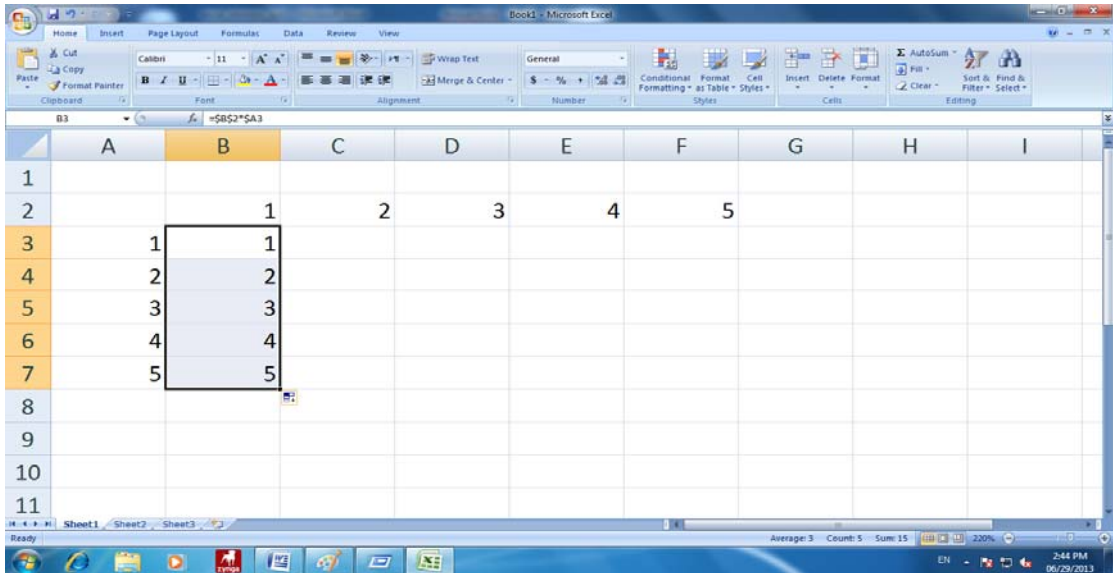 Book1 - Microsoft Excel
Home Insert Page Layout Formulas Data Review View
Cut
Copy
Format Painter
Paste
Clipboard
Calibri 11
B I U
Font
Wrap Text
Merge & Center
Alignment
General
$ % ,
Number
Conditional Formatting
Format as Table
Cell Styles
Styles
Insert Delete Format
Cells
Σ AutoSum
Fill
Clear
Sort & Filter
Find & Select
Editing
B3 fx =$B$2*$A3
A B C D E F G H I
1
2 1 2 3 4 5
3 1 1
4 2 2
5 3 3
6 4 4
7 5 5
8
9
10
11
Sheet1 Sheet2 Sheet3
Ready Average: 3 Count: 5 Sum: 15 220%
zynga
EN 2:44 PM
06/29/2013